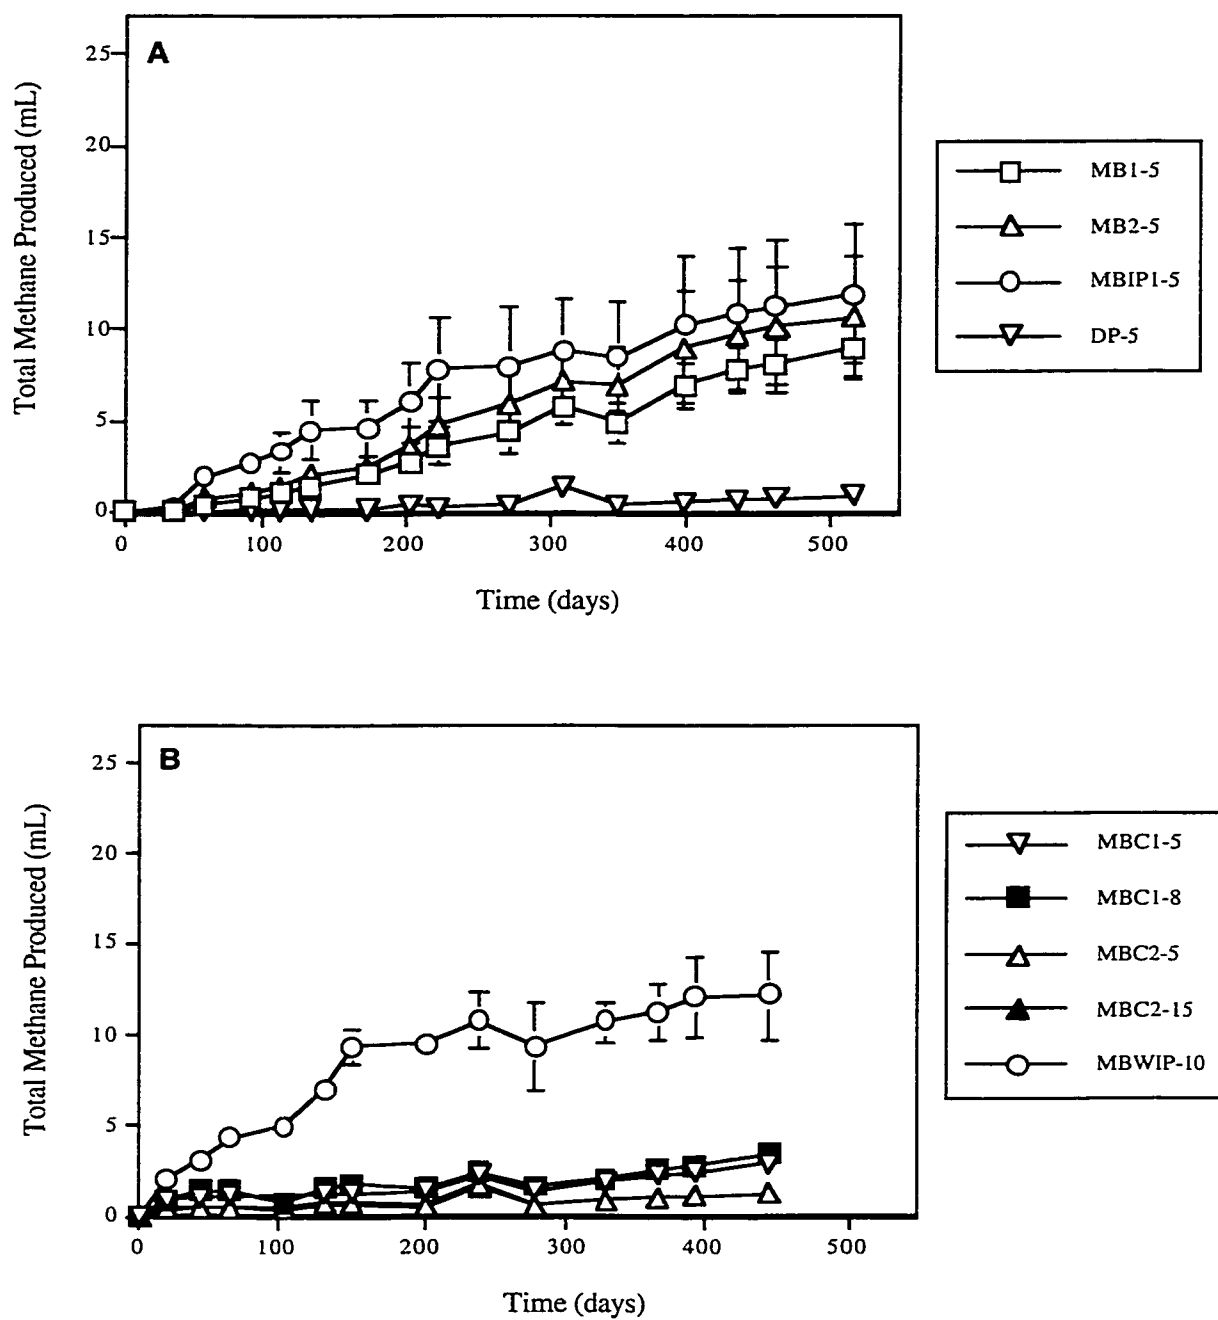 A
Total Methane Produced (mL)
25
20
15
10
5
0
0 100 200 300 400 500
Time (days)
MB1-5
MB2-5
MBIP1-5
DP-5
B
Total Methane Produced (mL)
25
20
15
10
5
0
0 100 200 300 400 500
Time (days)
MBC1-5
MBC1-8
MBC2-5
MBC2-15
MBWIP-10